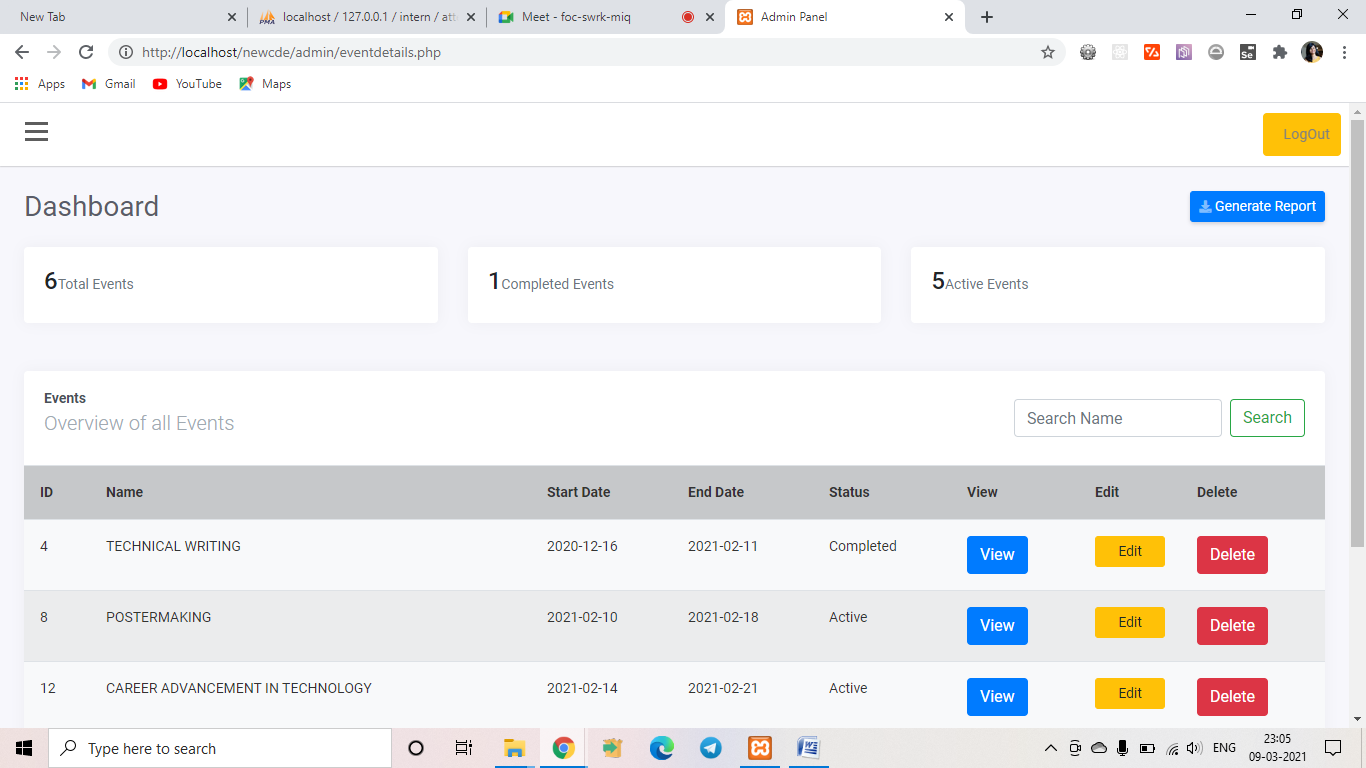 New Tab
localhost / 127.0.0.1 / intern / att
Meet - foc-swrk-miq
Admin Panel
http://localhost/newcde/admin/eventdetails.php
Apps Gmail YouTube Maps
LogOut
Dashboard
Generate Report
6Total Events
1Completed Events
5Active Events
Events
Overview of all Events
Search Name
Search
ID Name Start Date End Date Status View Edit Delete
4 TECHNICAL WRITING 2020-12-16 2021-02-11 Completed View Edit Delete
8 POSTERMAKING 2021-02-10 2021-02-18 Active View Edit Delete
12 CAREER ADVANCEMENT IN TECHNOLOGY 2021-02-14 2021-02-21 Active View Edit Delete
Type here to search
ENG
23:05
09-03-2021